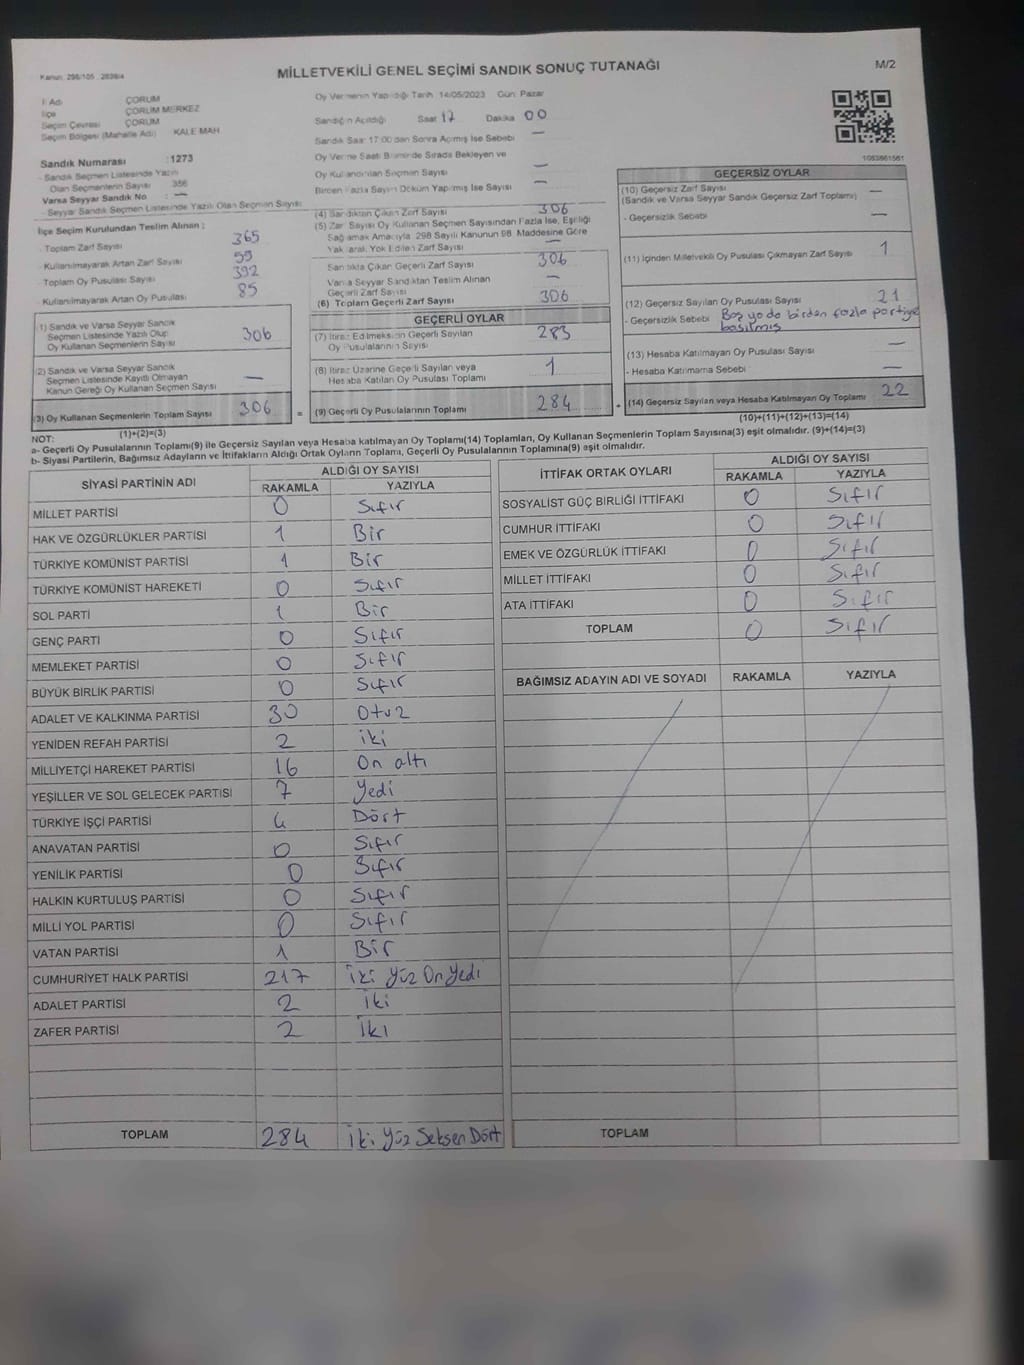 Kanun: 298/105 , 2839/4
MİLLETVEKİLİ GENEL SEÇİMİ SANDIK SONUÇ TUTANAĞI
M/2
İl Adı ÇORUM
İlçe ÇORUM MERKEZ
Seçim Çevresi ÇORUM
Seçim Bölgesi (Mahalle Adı) KALE MAH.
Sandık Numarası : 1273
- Sandık Seçmen Listesinde Yazılı
Olan Seçmenlerin Sayısı 356
Varsa Seyyar Sandık No : —
- Seyyar Sandık Seçmen Listesinde Yazılı Olan Seçmen Sayısı
İlçe Seçim Kurulundan Teslim Alınan ;
- Toplam Zarf Sayısı 365
- Kullanılmayarak Artan Zarf Sayısı 59
- Toplam Oy Pusulası Sayısı 392
- Kullanılmayarak Artan Oy Pusulası 85
(1) Sandık ve Varsa Seyyar Sandık
Seçmen Listesinde Yazılı Olup
Oy Kullanan Seçmenlerin Sayısı 306
(2) Sandık ve Varsa Seyyar Sandık
Seçmen Listesinde Kayıtlı Olmayan
Kanun Gereği Oy Kullanan Seçmen Sayısı —
(3) Oy Kullanan Seçmenlerin Toplam Sayısı 306 =
(1)+(2)=(3)
Oy Vermenin Yapıldığı Tarih: 14/05/2023 Gün: Pazar
Sandığın Açıldığı Saat 17 Dakika 00
Sandık Saat 17:00'den Sonra Açılmış İse Sebebi —
Oy Verme Saati Bitiminde Sırada Bekleyen ve
Oy Kullandırılan Seçmen Sayısı —
Birden Fazla Sayım Döküm Yapılmış İse Sayısı —
(4) Sandıktan Çıkan Zarf Sayısı 306
(5) Zarf Sayısı Oy Kullanan Seçmen Sayısından Fazla İse, Eşitliği
Sağlamak Amacıyla, 298 Sayılı Kanunun 98. Maddesine Göre
Yakılarak Yok Edilen Zarf Sayısı —
Sandıkta Çıkan Geçerli Zarf Sayısı 306
Varsa Seyyar Sandıktan Teslim Alınan
Geçerli Zarf Sayısı —
(6) Toplam Geçerli Zarf Sayısı 306
GEÇERLİ OYLAR
(7) İtiraz Edilmeksizin Geçerli Sayılan
Oy Pusulalarının Sayısı 283
(8) İtiraz Üzerine Geçerli Sayılan veya
Hesaba Katılan Oy Pusulası Toplamı 1
(9) Geçerli Oy Pusulalarının Toplamı 284 +
1083661561
GEÇERSİZ OYLAR
(10) Geçersiz Zarf Sayısı —
(Sandık ve Varsa Seyyar Sandık Geçersiz Zarf Toplamı)
- Geçersizlik Sebebi —
(11) İçinden Milletvekili Oy Pusulası Çıkmayan Zarf Sayısı 1
(12) Geçersiz Sayılan Oy Pusulası Sayısı 21
- Geçersizlik Sebebi Boş ya da birden fazla partiye
basılmış
(13) Hesaba Katılmayan Oy Pusulası Sayısı —
- Hesaba Katılmama Sebebi —
(14) Geçersiz Sayılan veya Hesaba Katılmayan Oy Toplamı 22
(10)+(11)+(12)+(13)=(14)
NOT:
a- Geçerli Oy Pusulalarının Toplamı(9) ile Geçersiz Sayılan veya Hesaba katılmayan Oy Toplamı(14) Toplamları, Oy Kullanan Seçmenlerin Toplam Sayısına(3) eşit olmalıdır. (9)+(14)=(3)
b- Siyasi Partilerin, Bağımsız Adayların ve İttifakların Aldığı Ortak Oyların Toplamı, Geçerli Oy Pusulalarının Toplamına(9) eşit olmalıdır.
SİYASİ PARTİNİN ADI ALDIĞI OY SAYISI
RAKAMLA YAZIYLA
MİLLET PARTİSİ 0 Sıfır
HAK VE ÖZGÜRLÜKLER PARTİSİ 1 Bir
TÜRKİYE KOMÜNİST PARTİSİ 1 Bir
TÜRKİYE KOMÜNİST HAREKETİ 0 Sıfır
SOL PARTİ 1 Bir
GENÇ PARTİ 0 Sıfır
MEMLEKET PARTİSİ 0 Sıfır
BÜYÜK BİRLİK PARTİSİ 0 Sıfır
ADALET VE KALKINMA PARTİSİ 30 Otuz
YENİDEN REFAH PARTİSİ 2 iki
MİLLİYETÇİ HAREKET PARTİSİ 16 On altı
YEŞİLLER VE SOL GELECEK PARTİSİ 7 Yedi
TÜRKİYE İŞÇİ PARTİSİ 4 Dört
ANAVATAN PARTİSİ 0 Sıfır
YENİLİK PARTİSİ 0 Sıfır
HALKIN KURTULUŞ PARTİSİ 0 Sıfır
MİLLİ YOL PARTİSİ 0 Sıfır
VATAN PARTİSİ 1 Bir
CUMHURİYET HALK PARTİSİ 217 İki yüz On yedi
ADALET PARTİSİ 2 İki
ZAFER PARTİSİ 2 İki
TOPLAM 284 İki yüz Seksen Dört
İTTİFAK ORTAK OYLARI ALDIĞI OY SAYISI
RAKAMLA YAZIYLA
SOSYALİST GÜÇ BİRLİĞİ İTTİFAKI 0 Sıfır
CUMHUR İTTİFAKI 0 Sıfır
EMEK VE ÖZGÜRLÜK İTTİFAKI 0 Sıfır
MİLLET İTTİFAKI 0 Sıfır
ATA İTTİFAKI 0 Sıfır
TOPLAM 0 Sıfır
BAĞIMSIZ ADAYIN ADI VE SOYADI RAKAMLA YAZIYLA
TOPLAM